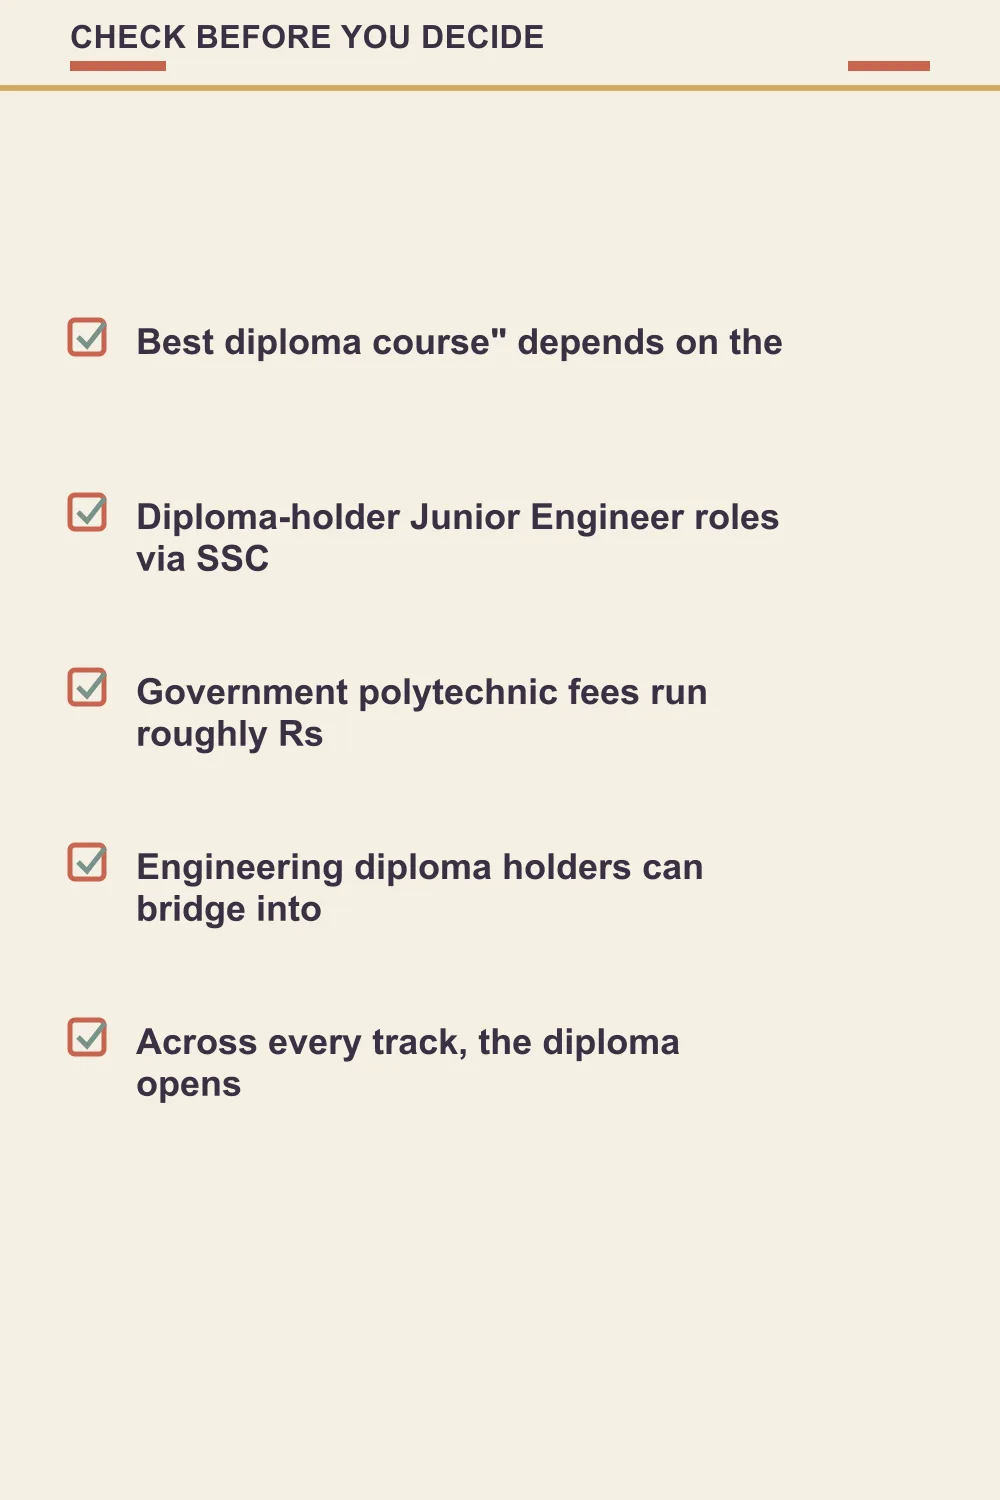 CHECK BEFORE YOU DECIDE
Best diploma course" depends on the
Diploma-holder Junior Engineer roles
via SSC
Government polytechnic fees run
roughly Rs
Engineering diploma holders can
bridge into
Across every track, the diploma
opens